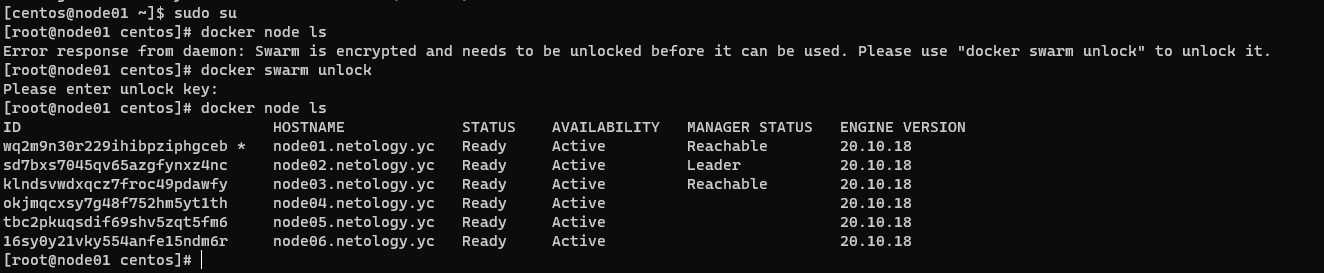 [centos@node01 ~]$ sudo su
[root@node01 centos]# docker node ls
Error response from daemon: Swarm is encrypted and needs to be unlocked before it can be used. Please use "docker swarm unlock" to unlock it.
[root@node01 centos]# docker swarm unlock
Please enter unlock key:
[root@node01 centos]# docker node ls
ID                            HOSTNAME             STATUS    AVAILABILITY   MANAGER STATUS   ENGINE VERSION
wq2m9n30r229ihibpziphgceb *   node01.netology.yc   Ready     Active         Reachable        20.10.18
sd7bxs7045qv65azgfynxz4nc     node02.netology.yc   Ready     Active         Leader           20.10.18
klndsvwdxqcz7froc49pdawfy     node03.netology.yc   Ready     Active         Reachable        20.10.18
okjmqcxsy7g48f752hm5yt1th     node04.netology.yc   Ready     Active                          20.10.18
tbc2pkuqsdif69shv5zqt5fm6     node05.netology.yc   Ready     Active                          20.10.18
16sy0y21vky554anfe15ndm6r     node06.netology.yc   Ready     Active                          20.10.18
[root@node01 centos]#